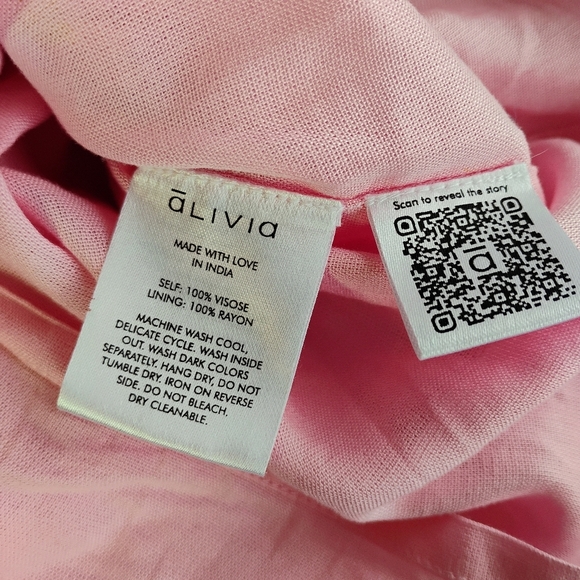 āLIVIa
MADE WITH LOVE
IN INDIA
SELF: 100% VISOSE
LINING: 100% RAYON
MACHINE WASH COOL,
DELICATE CYCLE. WASH INSIDE
OUT. WASH DARK COLORS
SEPARATELY. HANG DRY, DO NOT
TUMBLE DRY. IRON ON REVERSE
SIDE. DO NOT BLEACH.
DRY CLEANABLE.
Scan to reveal the story
ā